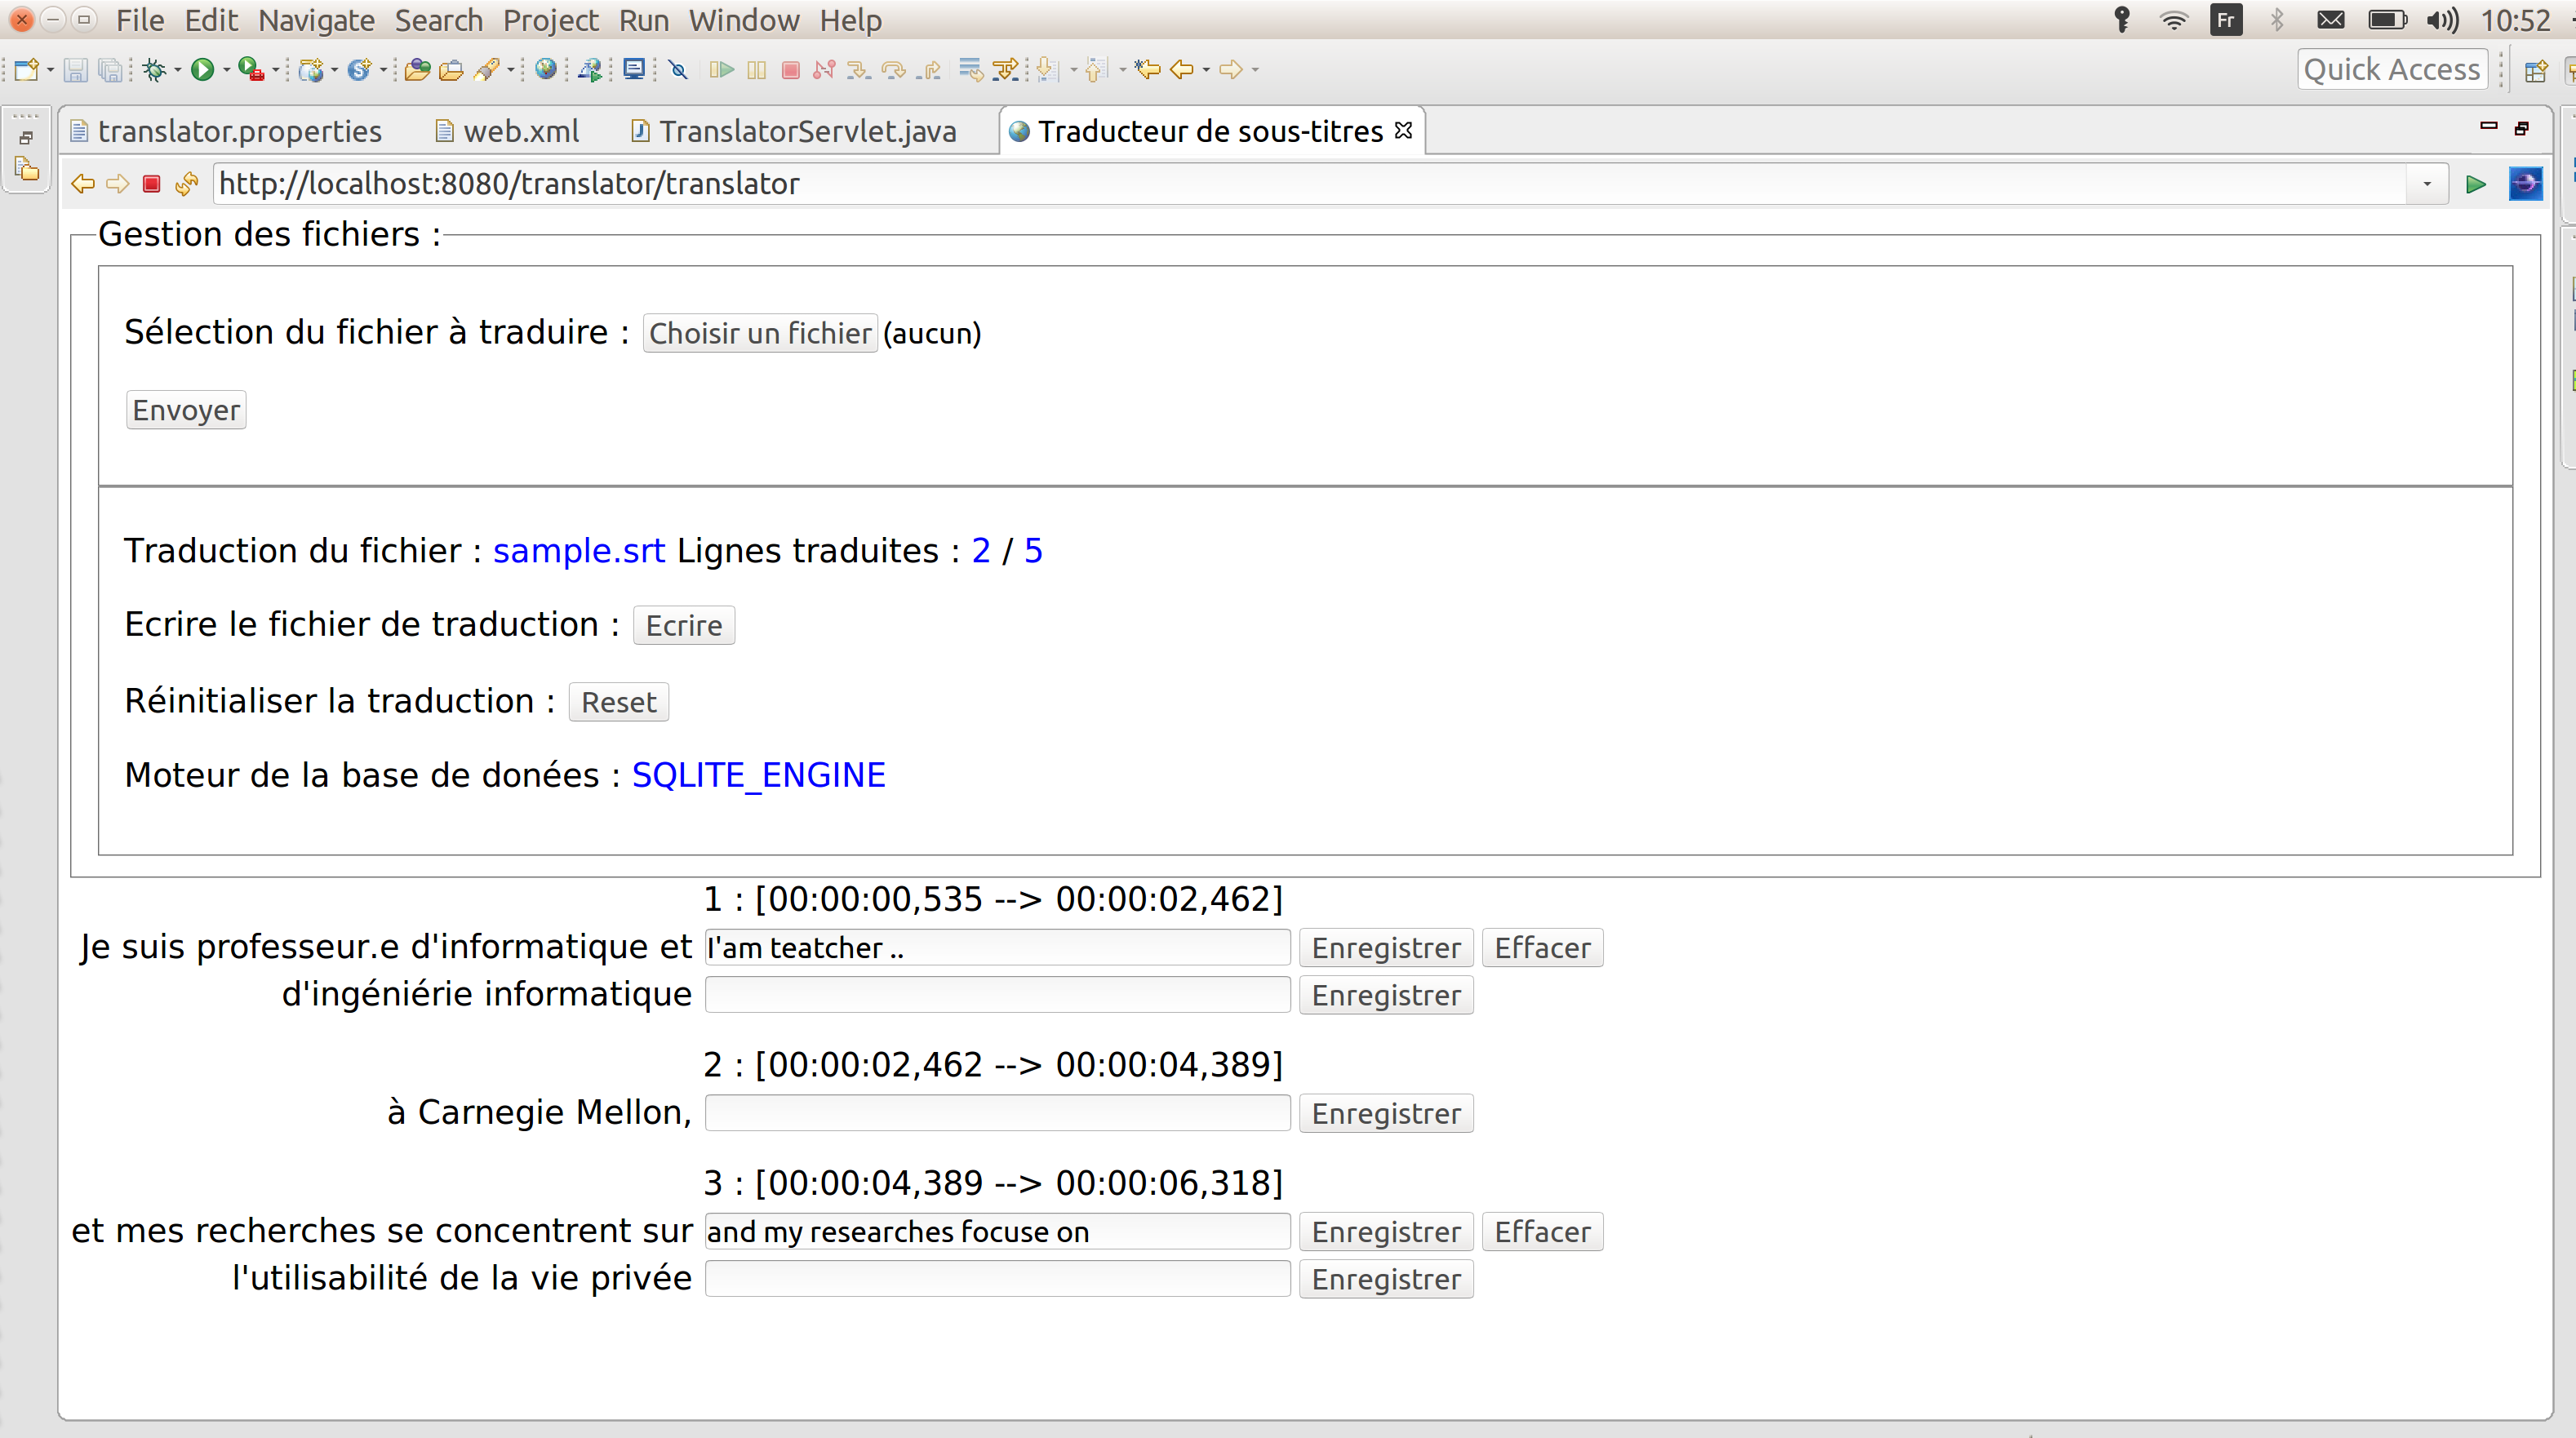 File Edit Navigate Search Project Run Window Help Fr 10:52
Quick Access
translator.properties web.xml TranslatorServlet.java Traducteur de sous-titres
http://localhost:8080/translator/translator
Gestion des fichiers :
Sélection du fichier à traduire : Choisir un fichier (aucun)
Envoyer
Traduction du fichier : sample.srt Lignes traduites : 2 / 5
Ecrire le fichier de traduction : Ecrire
Réinitialiser la traduction : Reset
Moteur de la base de donées : SQLITE_ENGINE
1 : [00:00:00,535 --> 00:00:02,462]
Je suis professeur.e d'informatique et I'am teatcher .. Enregistrer Effacer
d'ingéniérie informatique Enregistrer
2 : [00:00:02,462 --> 00:00:04,389]
à Carnegie Mellon, Enregistrer
3 : [00:00:04,389 --> 00:00:06,318]
et mes recherches se concentrent sur and my researches focuse on Enregistrer Effacer
l'utilisabilité de la vie privée Enregistrer